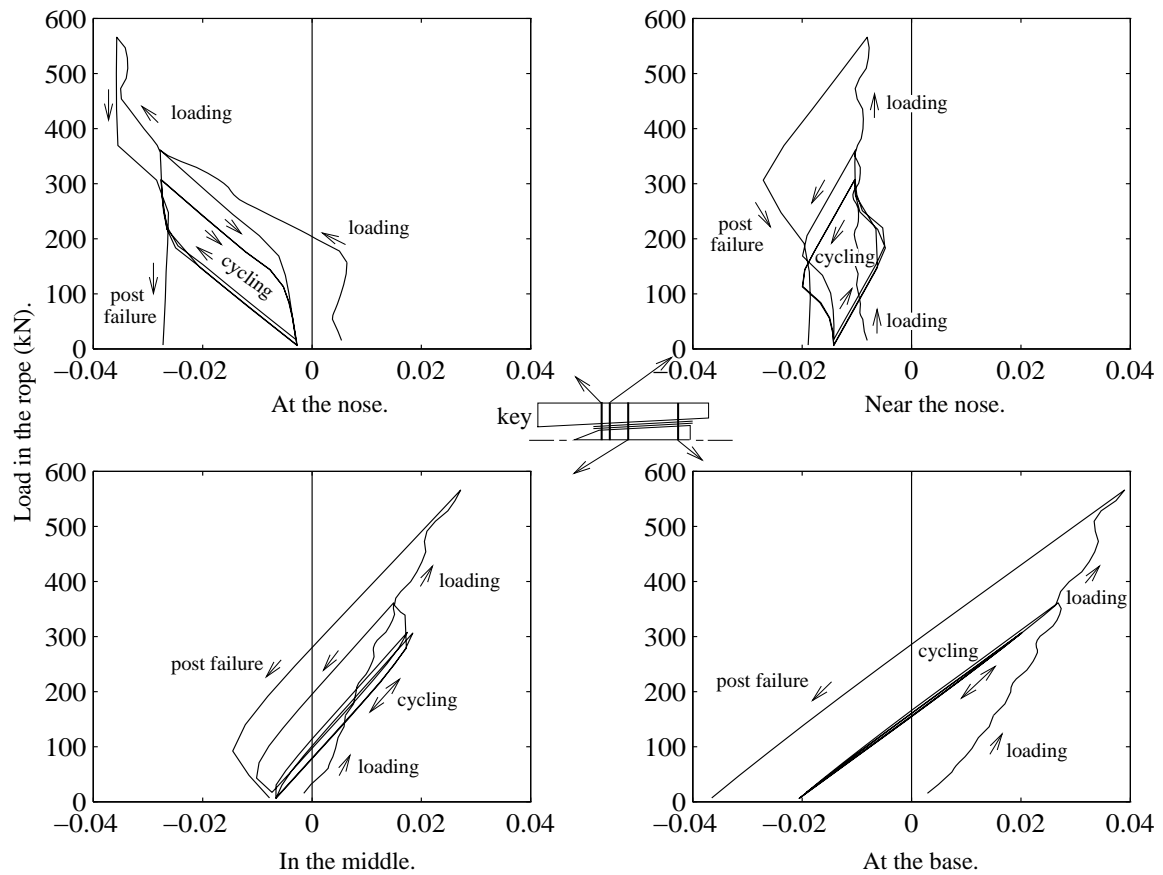 Load in the rope (kN).
600
500
400
300
200
100
0
−0.04
−0.02
0
0.02
0.04
loading
loading
cycling
post
failure
At the nose.
600
500
400
300
200
100
0
−0.04
−0.02
0
0.02
0.04
loading
post
failure
cycling
loading
Near the nose.
key
600
500
400
300
200
100
0
−0.04
−0.02
0
0.02
0.04
loading
post failure
cycling
loading
In the middle.
600
500
400
300
200
100
0
−0.04
−0.02
0
0.02
0.04
loading
cycling
post failure
loading
At the base.